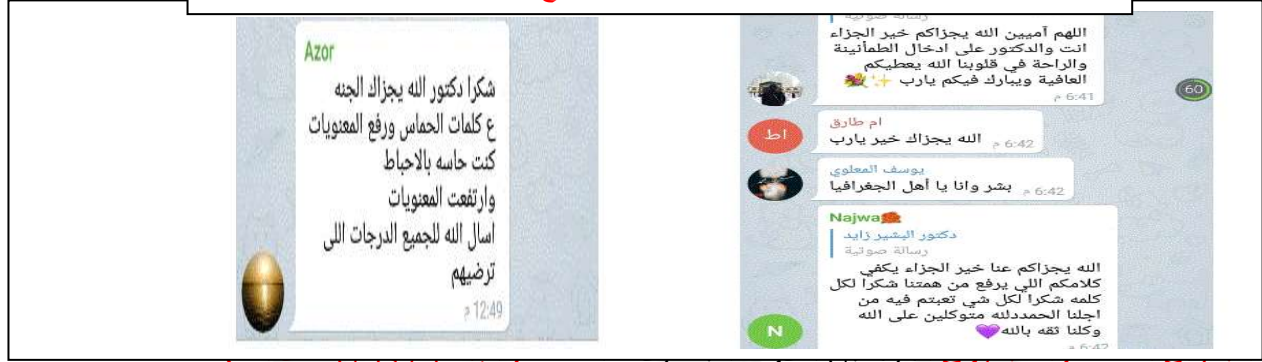 اللهم آميين الله يجزاكم خير الجزاء
انت والدكتور على ادخال الطمأنينة
والراحة في قلوبنا الله يعطيكم
العافية ويبارك فيكم يارب ✨💐
6:41 م
60
ام طارق
اط
الله يجزاك خير يارب
6:42 م
يوسف المعلوي
بشر وانا يا أهل الجغرافيا
6:42 م
Najwa
دكتور البشير زايد
رسالة صوتية
الله يجزاكم عنا خير الجزاء يكفي
كلامكم اللي يرفع من همتنا شكراً لكل
كلمه شكراً لكل شي تعبتم فيه من
اجلنا الحمددلله متوكلين على الله
وكلنا ثقه بالله💜
N
6:42 م
Azor
شكرا دكتور الله يجزاك الجنه
ع كلمات الحماس ورفع المعنويات
كنت حاسه بالاحباط
وارتفعت المعنويات
اسال الله للجميع الدرجات اللى
ترضيهم
12:49 م